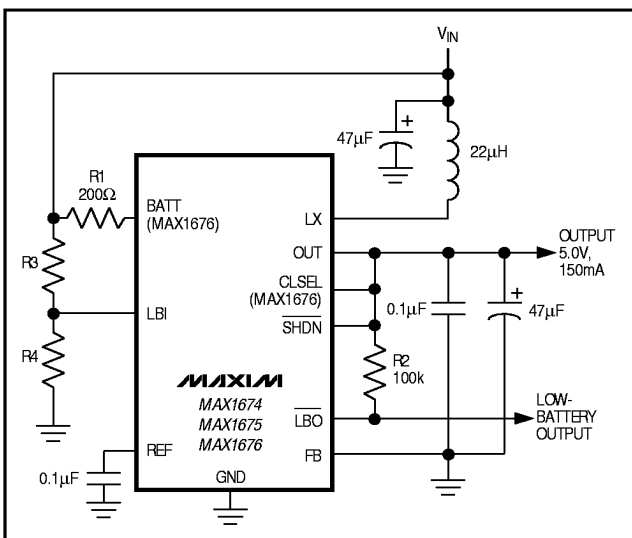 VIN
47µF
+
22µH
R1
200Ω
BATT
(MAX1676)
LX
OUT
OUTPUT
5.0V,
150mA
R3
CLSEL
(MAX1676)
0.1µF
+
47µF
LBI
SHDN
R4
R2
100k
MAXIM
MAX1674
MAX1675
MAX1676
LBO
LOW-
BATTERY
OUTPUT
REF
FB
0.1µF
GND